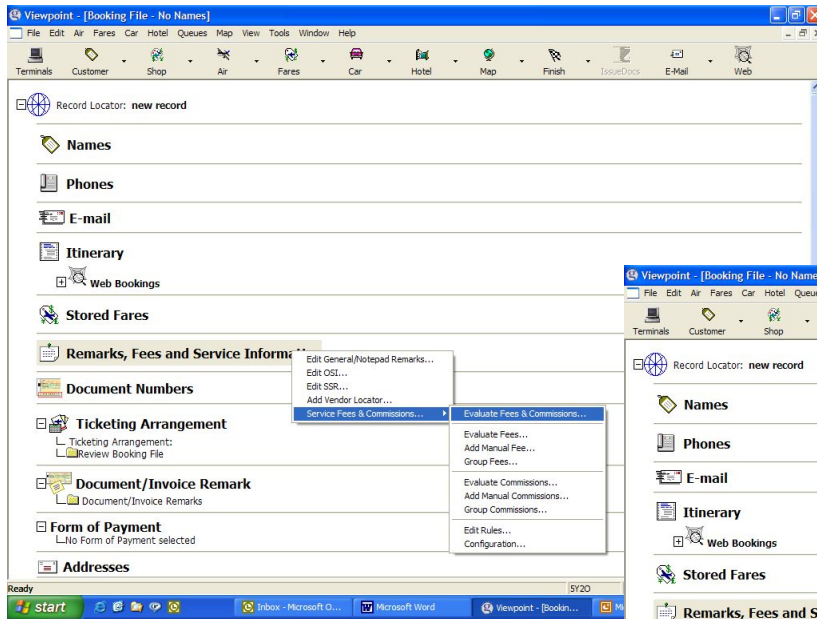 Viewpoint - [Booking File - No Names]
File Edit Air Fares Car Hotel Queues Map View Tools Window Help
Terminals Customer Shop Air Fares Car Hotel Map Finish IssueDocs E-Mail Web
Record Locator: new record
Names
Phones
E-mail
Itinerary
Web Bookings
Stored Fares
Remarks, Fees and Service Informat
Edit General/Notepad Remarks...
Edit OSI...
Edit SSR...
Add Vendor Locator...
Service Fees & Commissions...
Evaluate Fees & Commissions...
Evaluate Fees...
Add Manual Fee...
Group Fees...
Evaluate Commissions...
Add Manual Commissions...
Group Commissions...
Edit Rules...
Configuration...
Document Numbers
Ticketing Arrangement
Ticketing Arrangement:
Review Booking File
Document/Invoice Remark
Document/Invoice Remarks
Form of Payment
No Form of Payment selected
Addresses
Ready 5Y20
start Inbox - Microsoft O... Microsoft Word Viewpoint - [Bookin... Mi
Viewpoint - [Booking File - No Name
File Edit Air Fares Car Hotel Queue
Terminals Customer Shop
Record Locator: new record
Names
Phones
E-mail
Itinerary
Web Bookings
Stored Fares
Remarks, Fees and S